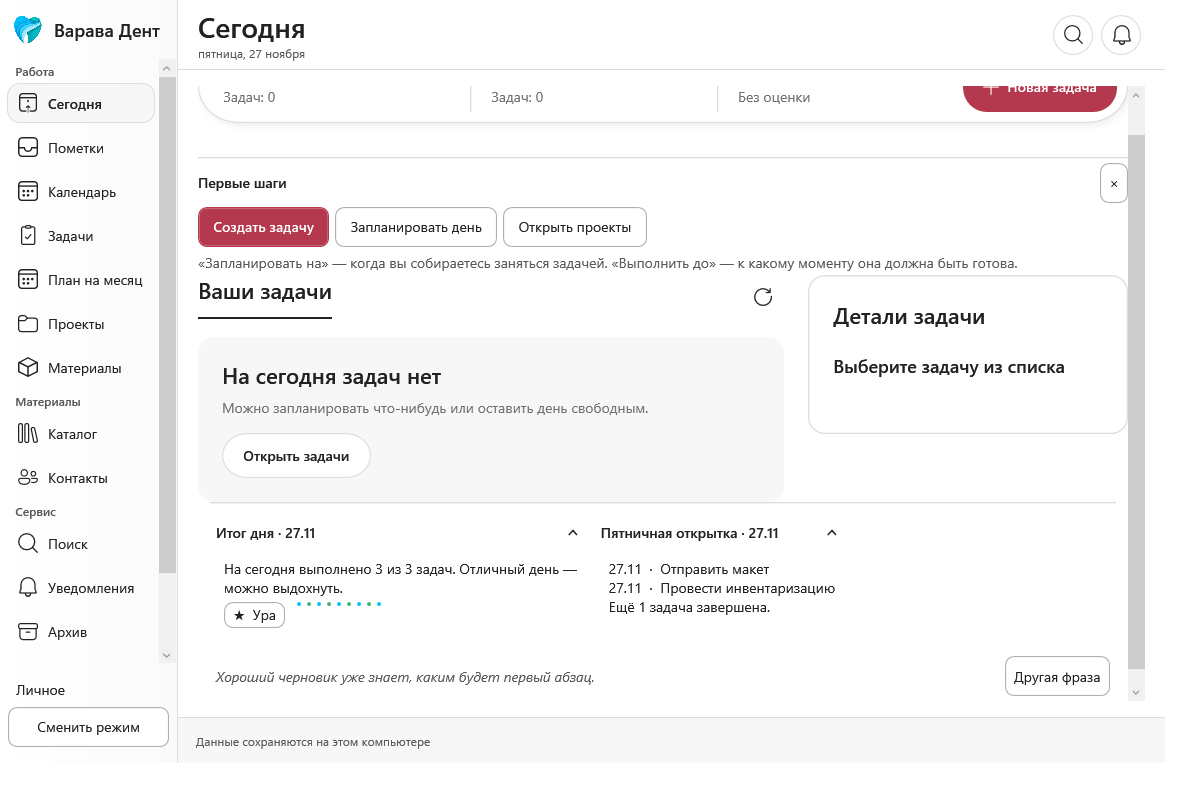 Варава Дент
Работа
Сегодня
Пометки
Календарь
Задачи
План на месяц
Проекты
Материалы
Материалы
Каталог
Контакты
Сервис
Поиск
Уведомления
Архив
Личное
Сменить режим
Сегодня
пятница, 27 ноября
Задач: 0
Задач: 0
Без оценки
+ Новая задача
Первые шаги
×
Создать задачу
Запланировать день
Открыть проекты
«Запланировать на» — когда вы собираетесь заняться задачей. «Выполнить до» — к какому моменту она должна быть готова.
Ваши задачи
На сегодня задач нет
Можно запланировать что-нибудь или оставить день свободным.
Открыть задачи
Детали задачи
Выберите задачу из списка
Итог дня · 27.11
На сегодня выполнено 3 из 3 задач. Отличный день —
можно выдохнуть.
★ Ура
Пятничная открытка · 27.11
27.11 · Отправить макет
27.11 · Провести инвентаризацию
Ещё 1 задача завершена.
Хороший черновик уже знает, каким будет первый абзац.
Другая фраза
Данные сохраняются на этом компьютере